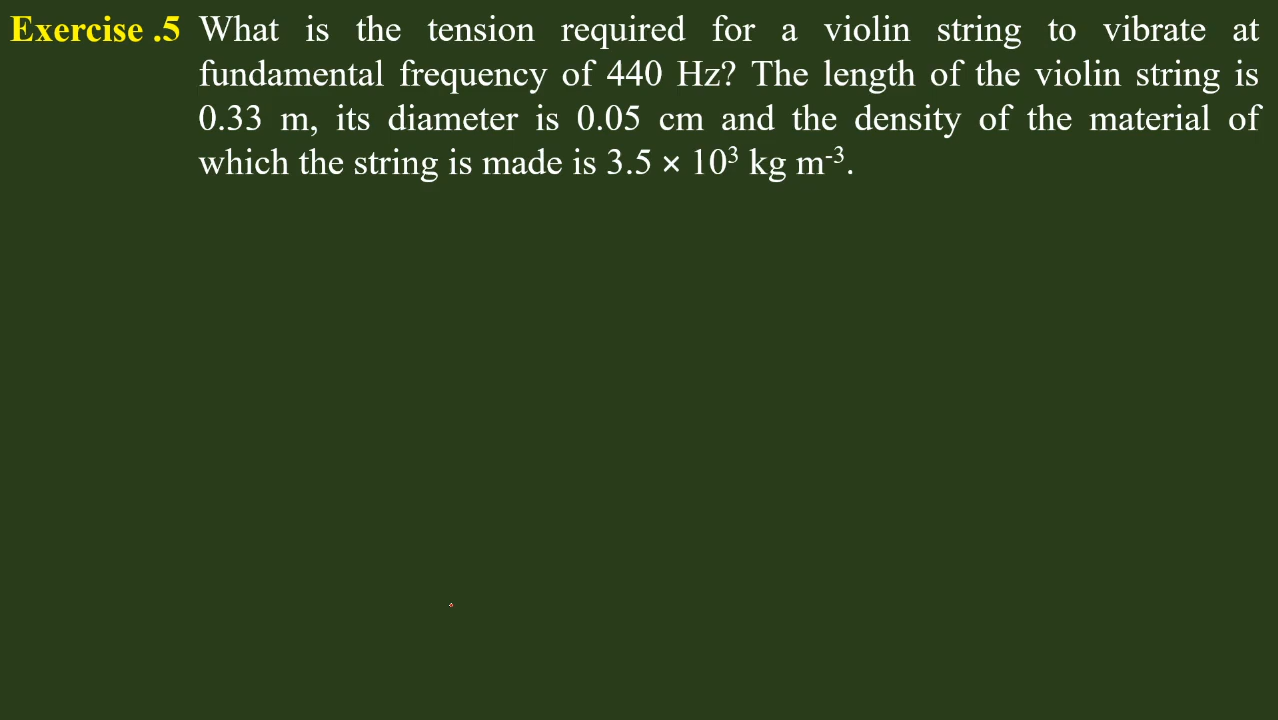 Exercise .5 What is the tension required for a violin string to vibrate at
fundamental frequency of 440 Hz? The length of the violin string is
0.33 m, its diameter is 0.05 cm and the density of the material of
which the string is made is 3.5 × 10³ kg m⁻³.